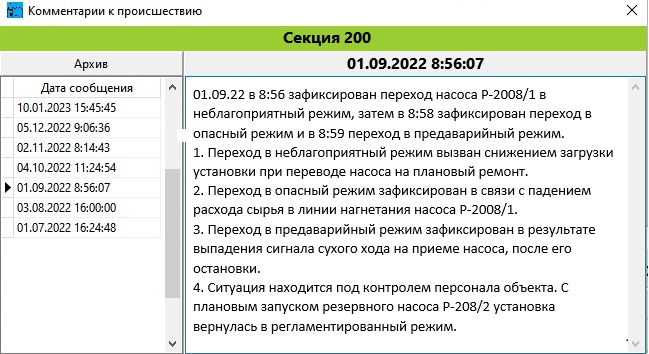 Комментарии к происшествию
Секция 200
Архив
01.09.2022 8:56:07
Дата сообщения
10.01.2023 15:45:45
05.12.2022 9:06:36
02.11.2022 8:14:43
04.10.2022 11:24:54
01.09.2022 8:56:07
03.08.2022 16:00:00
01.07.2022 16:24:48
01.09.22 в 8:56 зафиксирован переход насоса Р-2008/1 в
неблагоприятный режим, затем в 8:58 зафиксирован переход в
опасный режим и в 8:59 переход в предаварийный режим.
1. Переход в неблагоприятный режим вызван снижением загрузки
установки при переводе насоса на плановый ремонт.
2. Переход в опасный режим зафиксирован в связи с падением
расхода сырья в линии нагнетания насоса Р-2008/1.
3. Переход в предаварийный режим зафиксирован в результате
выпадения сигнала сухого хода на приеме насоса, после его
остановки.
4. Ситуация находится под контролем персонала объекта. С
плановым запуском резервного насоса Р-208/2 установка
вернулась в регламентированный режим.